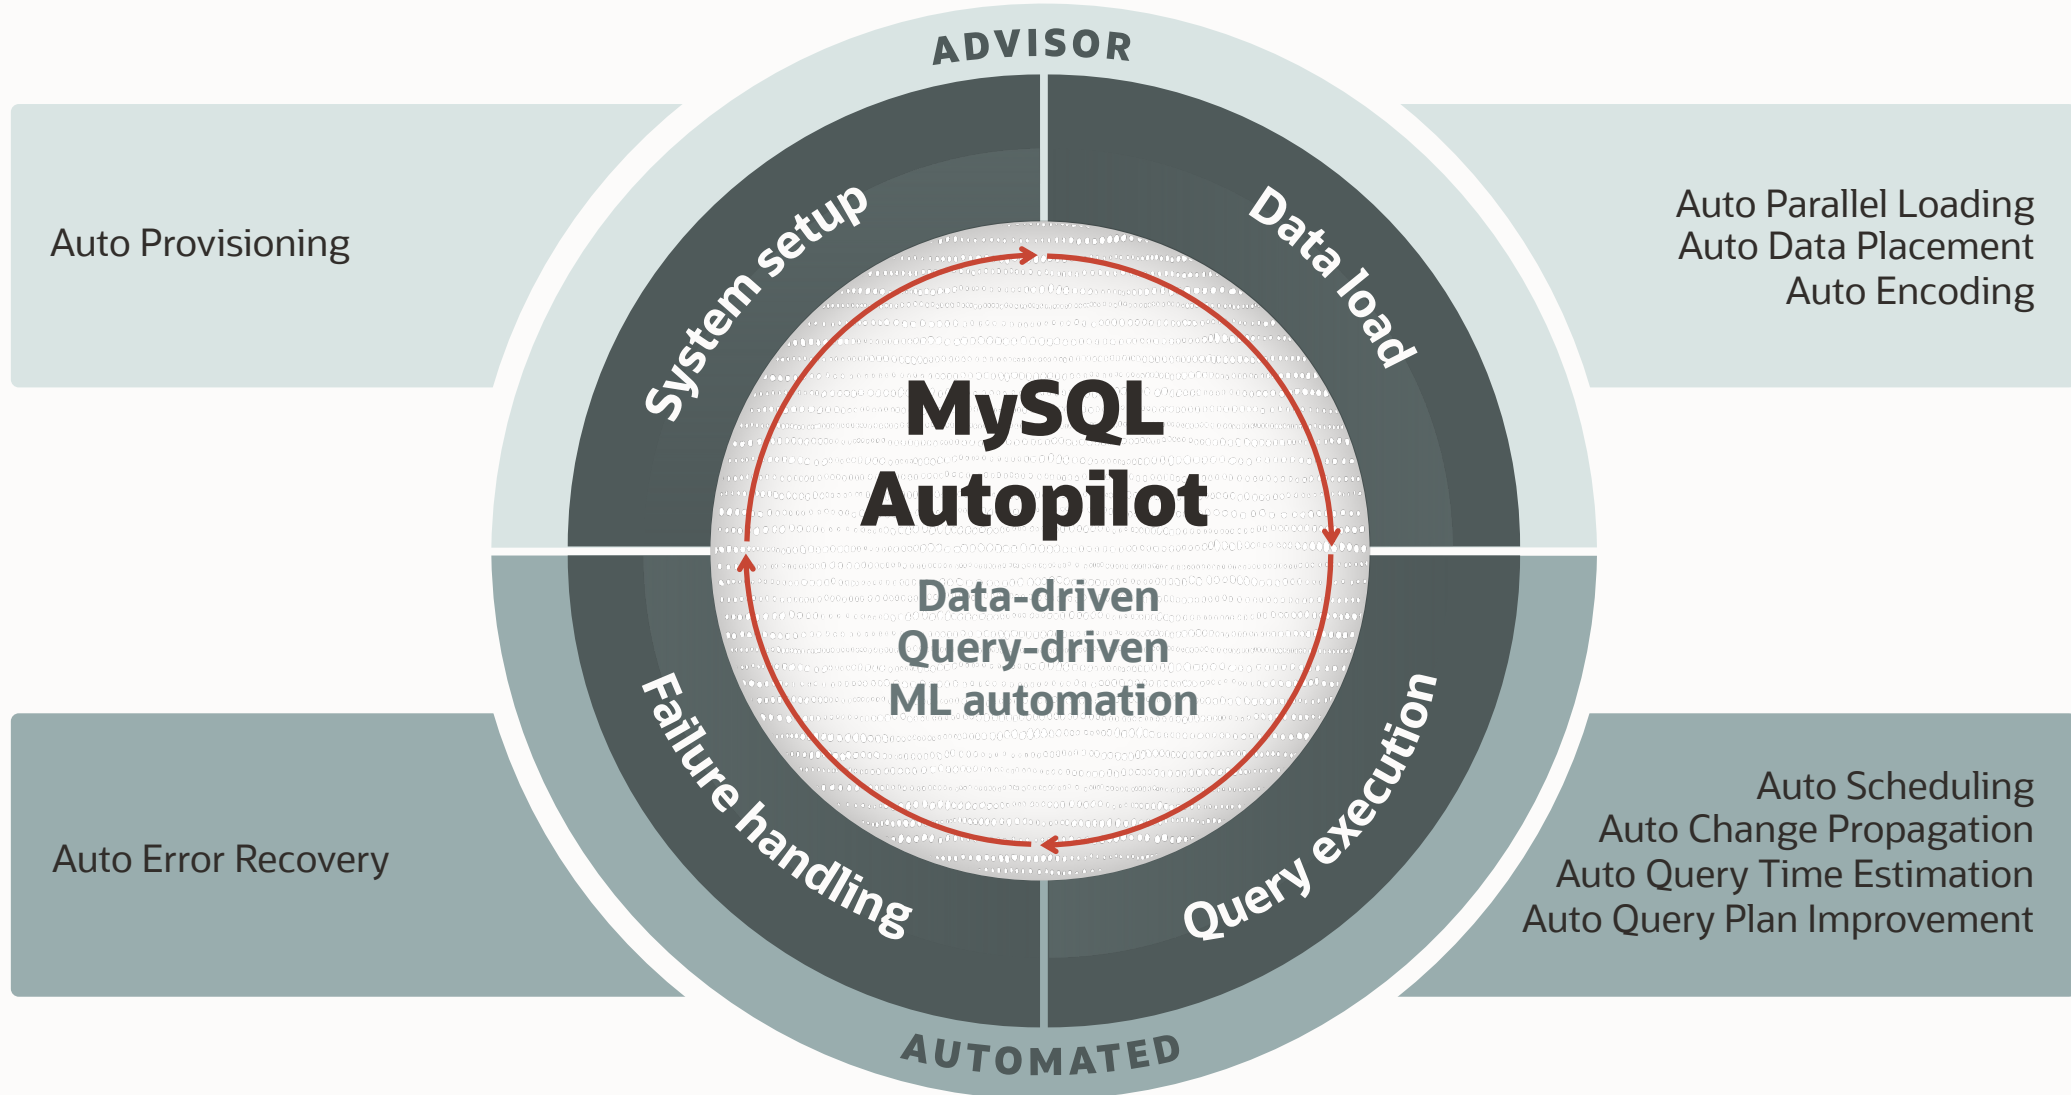 ADVISOR
System setup
Data load
Auto Provisioning
Auto Parallel Loading
Auto Data Placement
Auto Encoding
MySQL
Autopilot
Data-driven
Query-driven
ML automation
Failure handling
Query execution
Auto Error Recovery
Auto Scheduling
Auto Change Propagation
Auto Query Time Estimation
Auto Query Plan Improvement
AUTOMATED